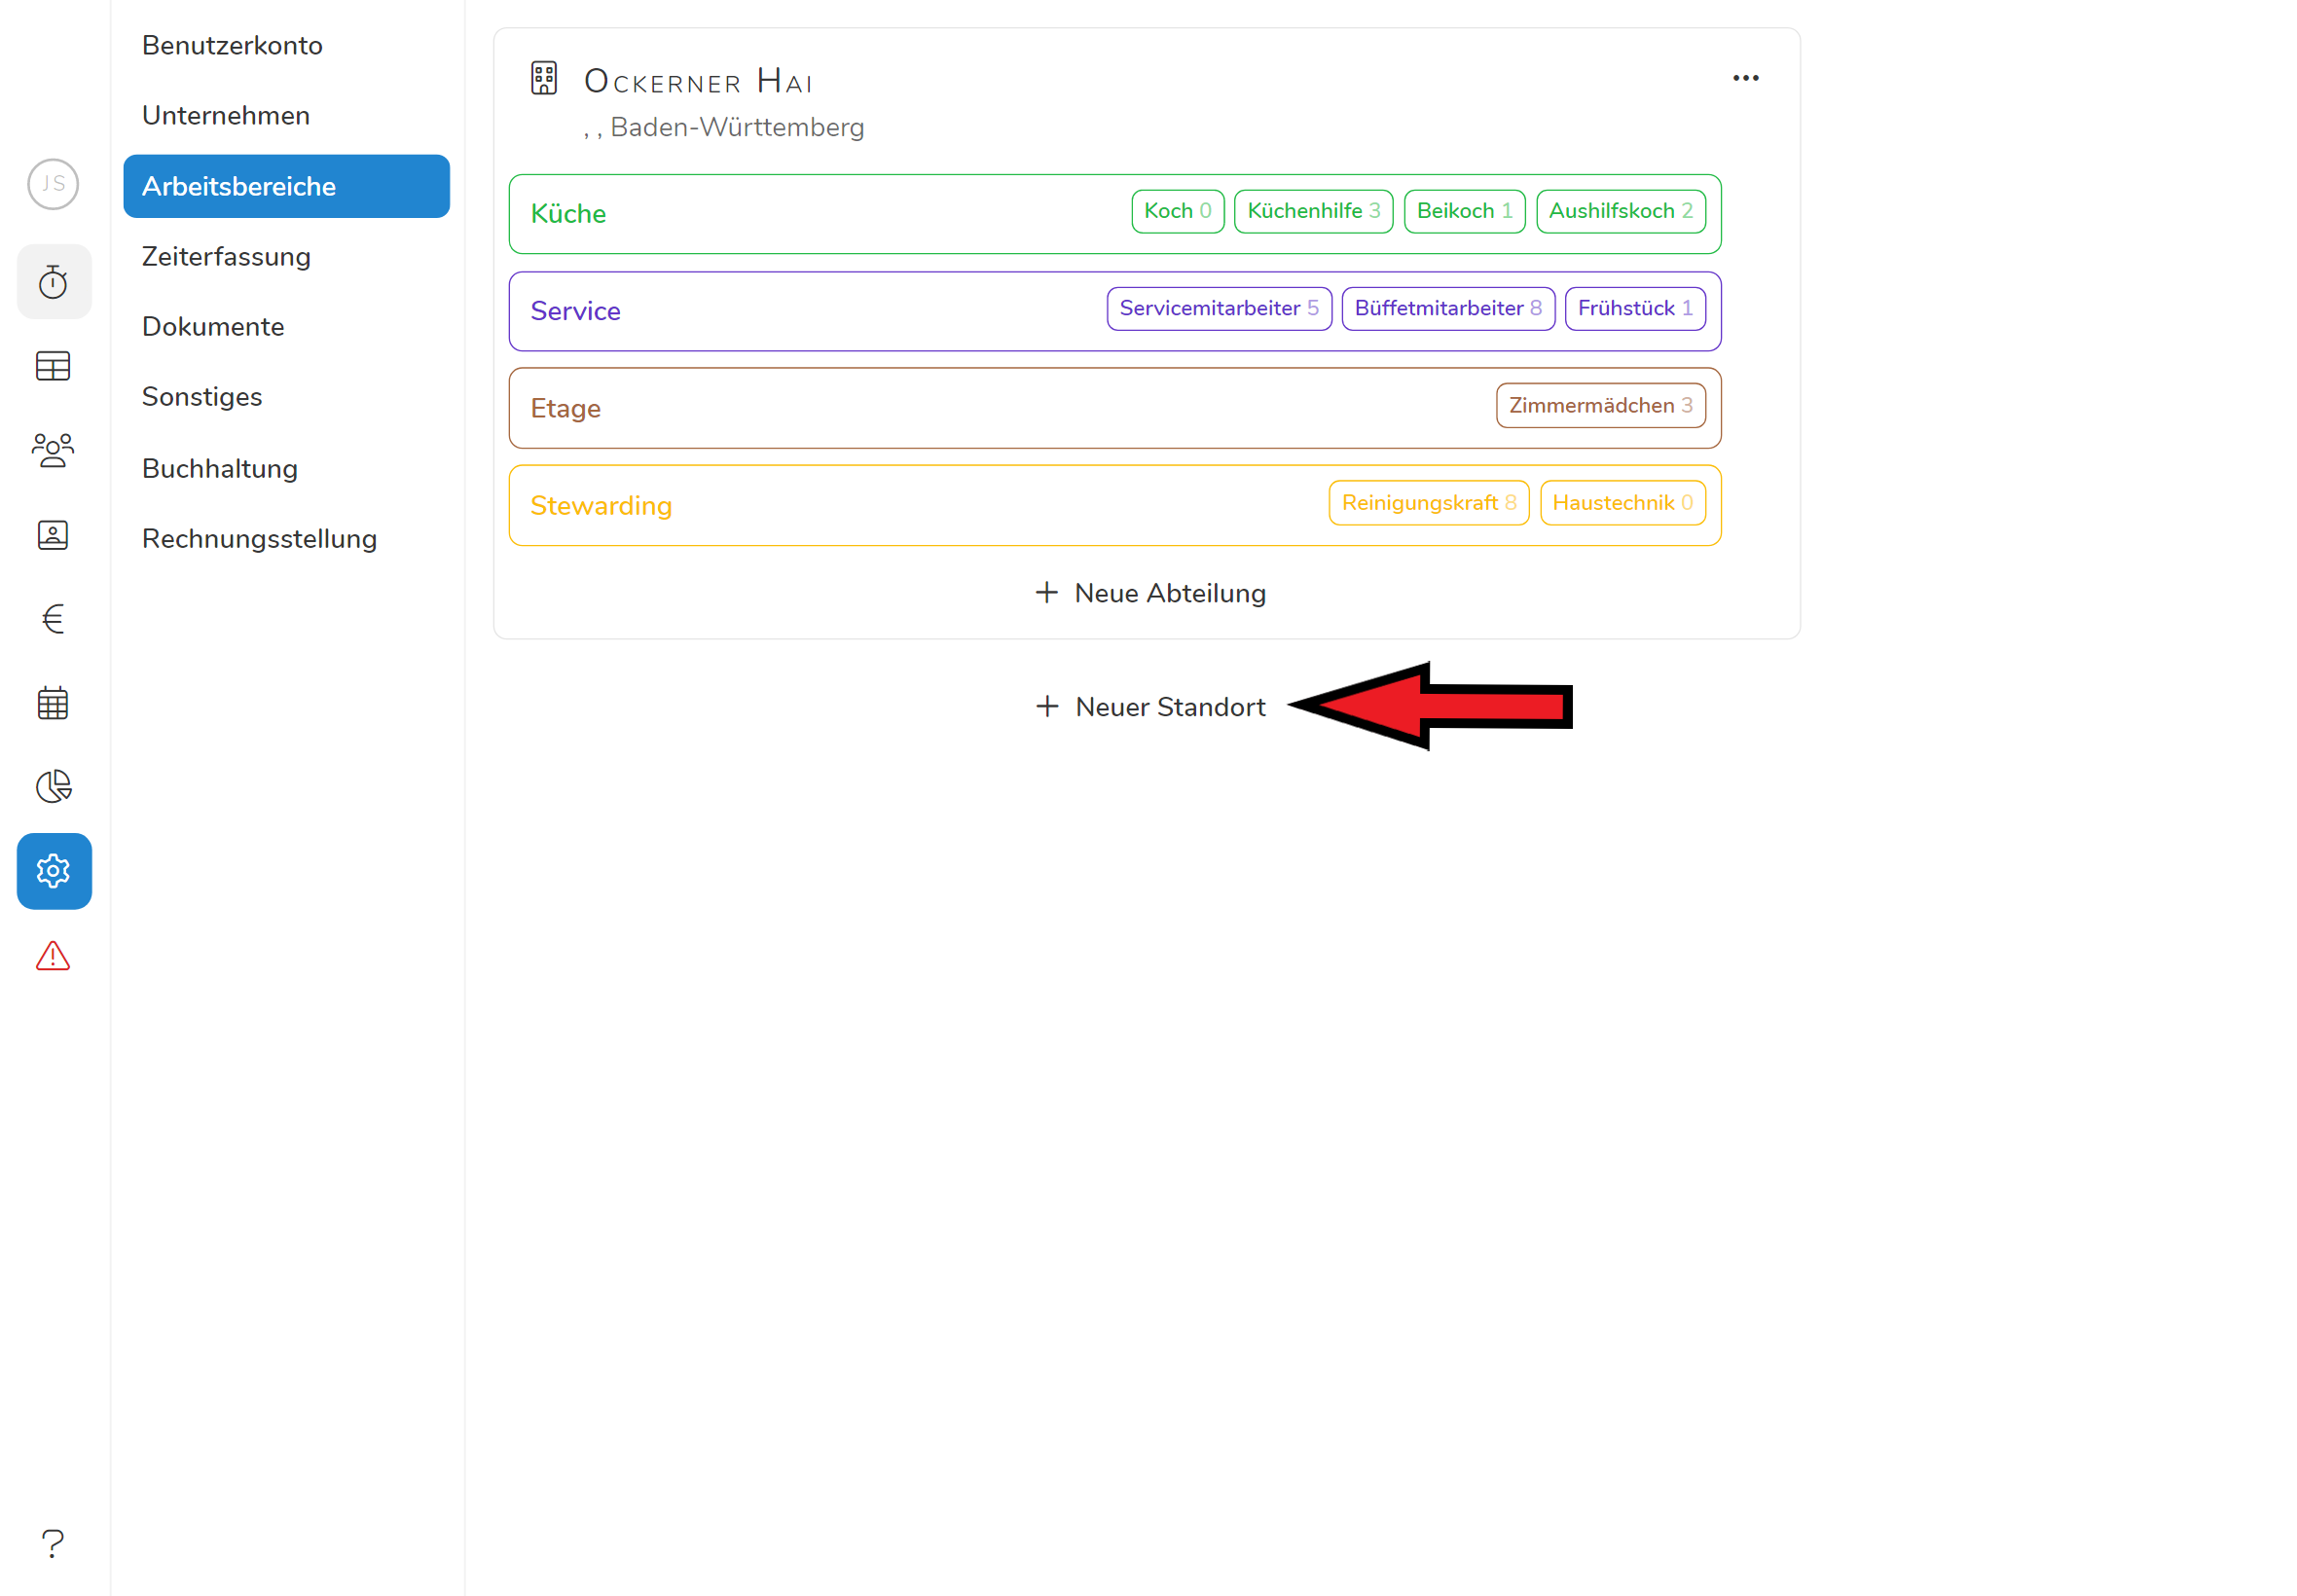 JS
Benutzerkonto
Unternehmen
Arbeitsbereiche
Zeiterfassung
Dokumente
Sonstiges
Buchhaltung
Rechnungsstellung
Ockerner Hai
, , Baden-Württemberg
Küche Koch 0 Küchenhilfe 3 Beikoch 1 Aushilfskoch 2
Service Servicemitarbeiter 5 Büffetmitarbeiter 8 Frühstück 1
Etage Zimmermädchen 3
Stewarding Reinigungskraft 8 Haustechnik 0
+ Neue Abteilung
+ Neuer Standort